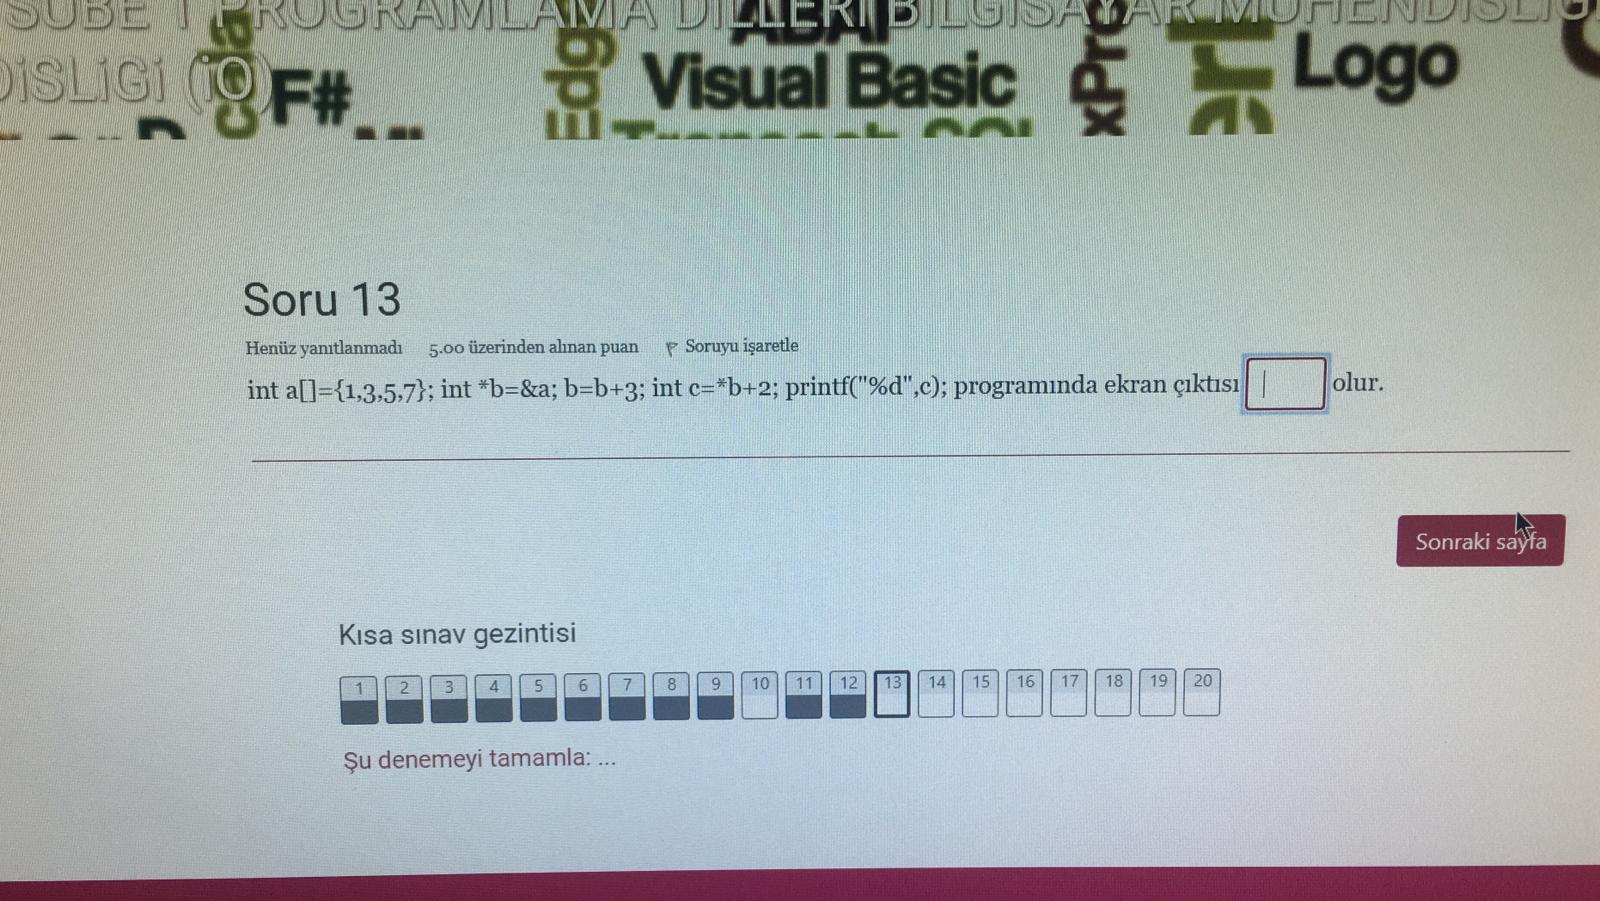 ŞUBE 1 PROGRAMLAMA DİLLERİ BİLGİSAYAR MÜHENDİSLİĞİ
DİSLİGİ (İÖ)
F#
Visual Basic
Logo
Soru 13
Henüz yanıtlanmadı 5.00 üzerinden alınan puan Soruyu işaretle
int a[]={1,3,5,7}; int *b=&a; b=b+3; int c=*b+2; printf("%d",c); programında ekran çıktısı olur.
Sonraki sayfa
Kısa sınav gezintisi
1 2 3 4 5 6 7 8 9 10 11 12 13 14 15 16 17 18 19 20
Şu denemeyi tamamla: ...